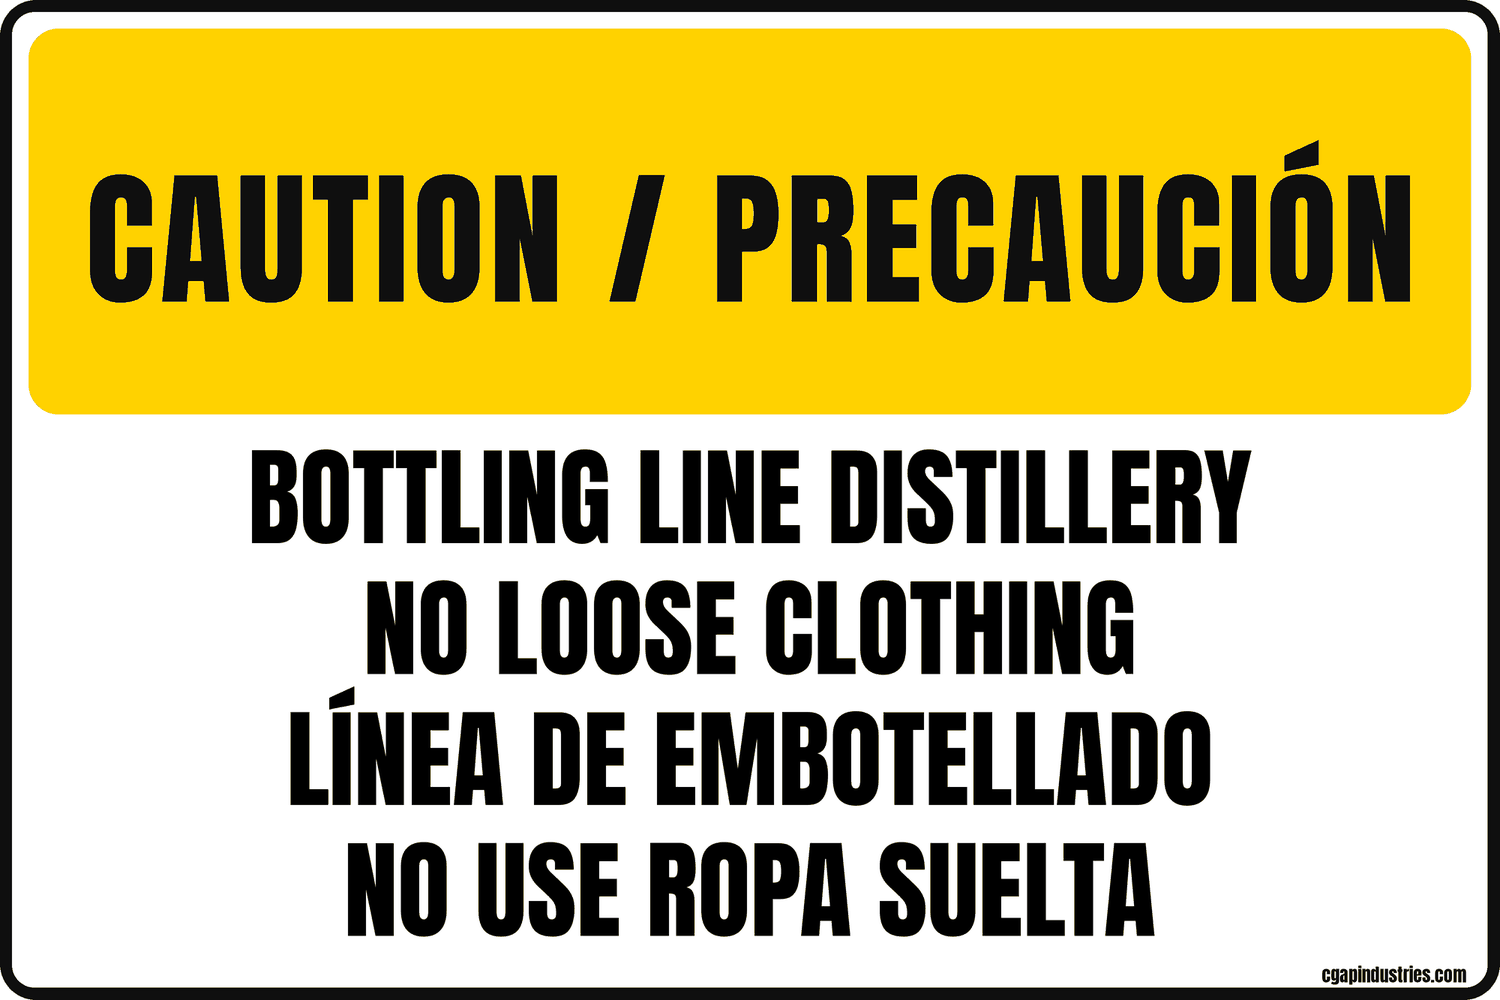 CAUTION / PRECAUCIÓN
BOTTLING LINE DISTILLERY
NO LOOSE CLOTHING
LÍNEA DE EMBOTELLADO
NO USE ROPA SUELTA
cgapindustries.com